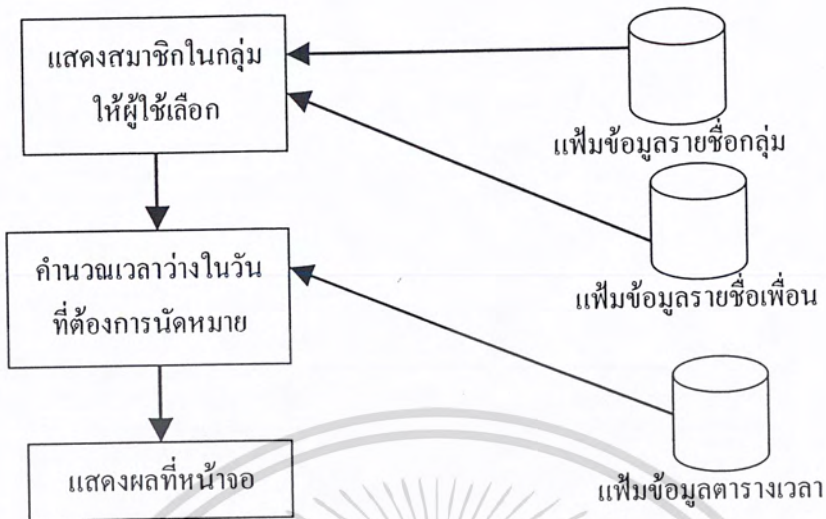 แสดงสมาชิกในกลุ่ม
ให้ผู้ใช้เลือก
แฟ้มข้อมูลรายชื่อกลุ่ม
คำนวณเวลาว่างในวัน
ที่ต้องการนัดหมาย
แฟ้มข้อมูลรายชื่อเพื่อน
แสดงผลที่หน้าจอ
แฟ้มข้อมูลตารางเวลา